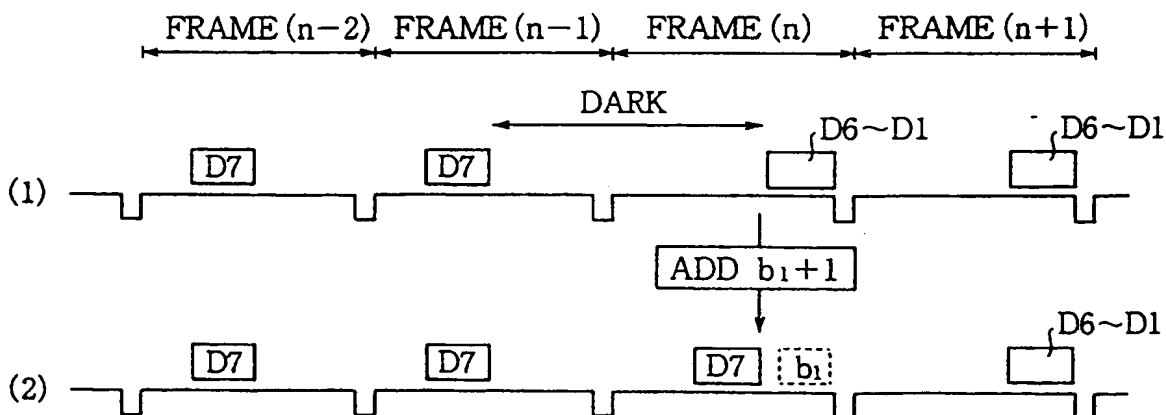 FRAME (n−2) FRAME (n−1) FRAME (n) FRAME (n+1)
DARK
D6~D1 D6~D1
D7 D7
(1)
ADD b₁+1
D6~D1
D7 D7 D7 b₁
(2)